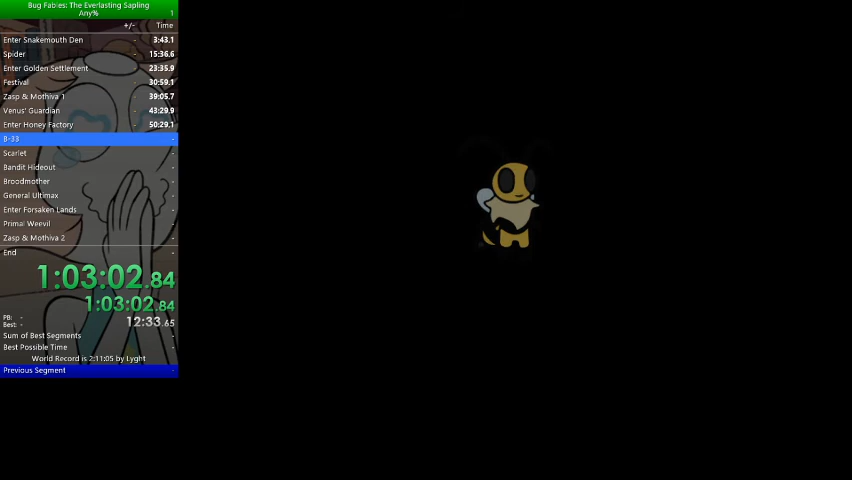 Bug Fables: The Everlasting Sapling
Any% 1
+/- Time
Enter Snakemouth Den - 3:43.1
Spider - 15:36.6
Enter Golden Settlement - 23:35.9
Festival - 30:59.1
Zasp & Mothiva 1 - 39:05.7
Venus' Guardian - 43:29.9
Enter Honey Factory - 50:29.1
B-33 -
Scarlet -
Bandit Hideout -
Broodmother -
General Ultimax -
Enter Forsaken Lands -
Primal Weevil -
Zasp & Mothiva 2 -
End -
1:03:02.84
1:03:02.84
PB: -
Best: - 12:33.65
Sum of Best Segments -
Best Possible Time -
World Record is 2:11:05 by Lyght
Previous Segment -